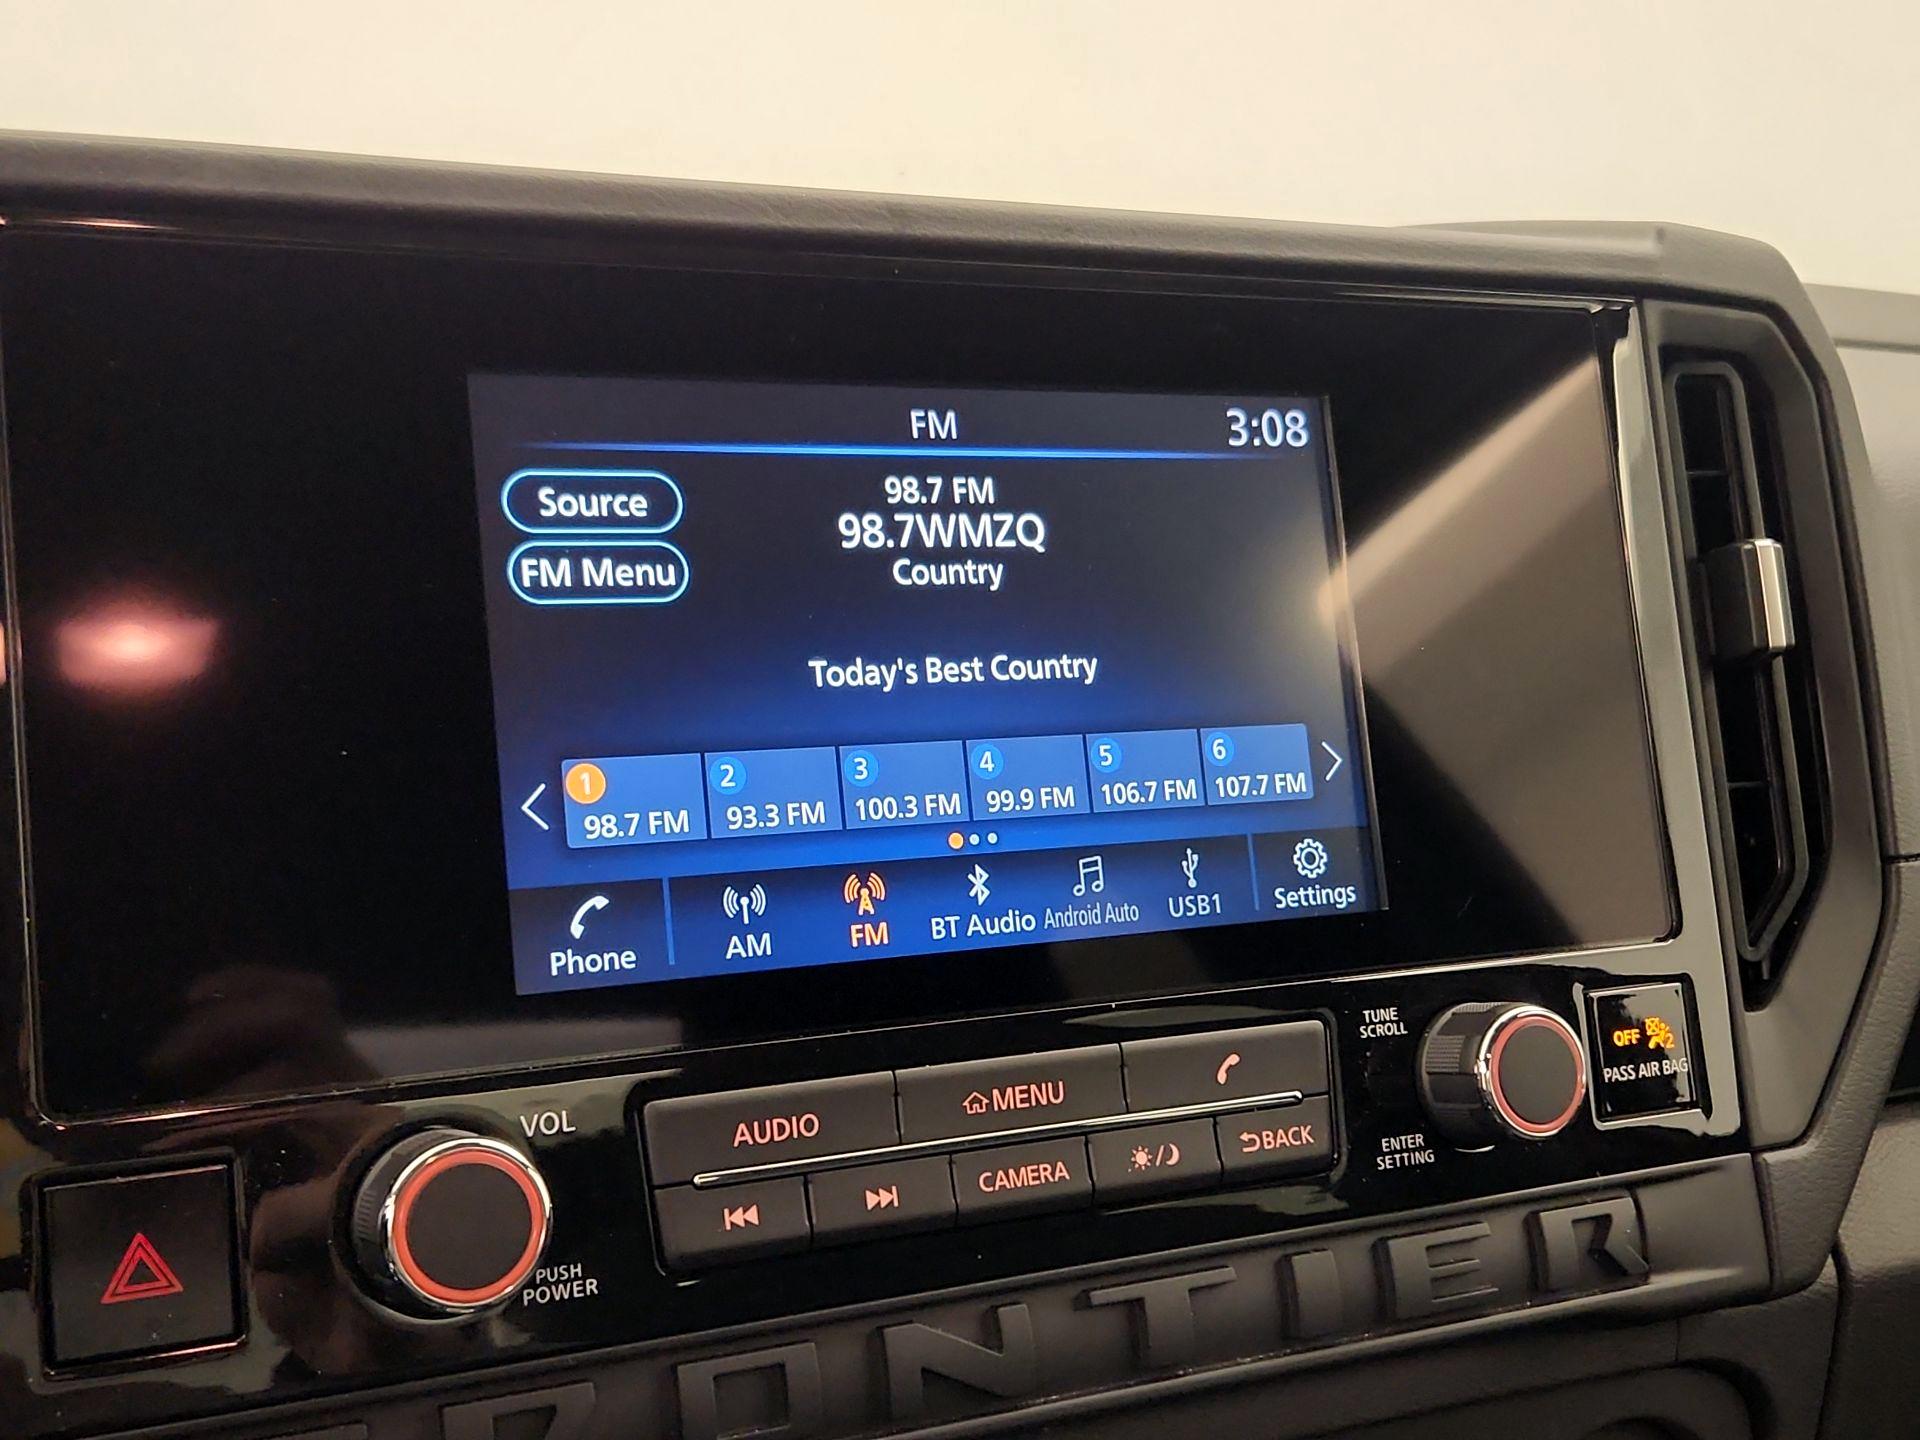 FM
3:08
Source
FM Menu
98.7 FM
98.7WMZQ
Country
Today's Best Country
1
98.7 FM
2
93.3 FM
3
100.3 FM
4
99.9 FM
5
106.7 FM
6
107.7 FM
Phone
AM
FM
BT Audio
Android Auto
USB1
Settings
VOL
PUSH
POWER
AUDIO
MENU
CAMERA
BACK
TUNE
SCROLL
ENTER
SETTING
OFF
2
PASS AIR BAG
FRONTIER